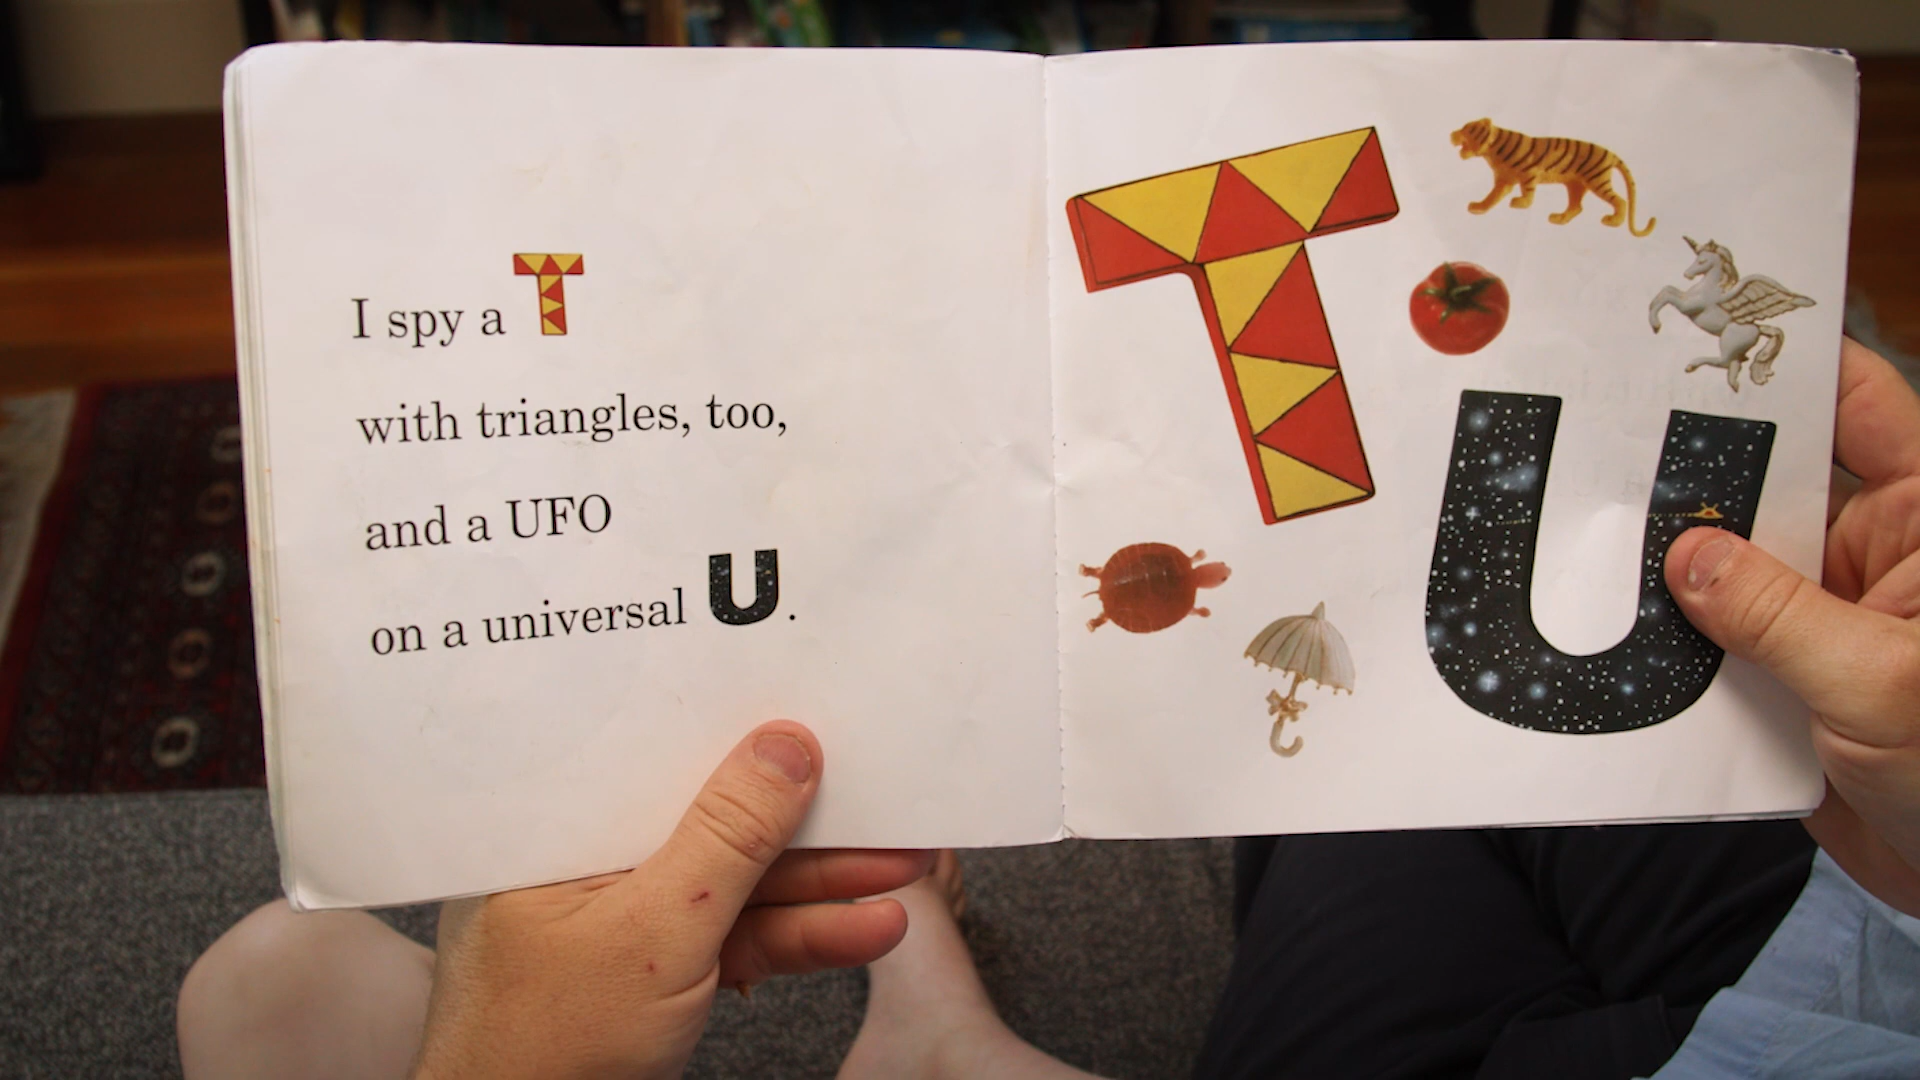 I spy a T
with triangles, too,
and a UFO
on a universal U.
T
U